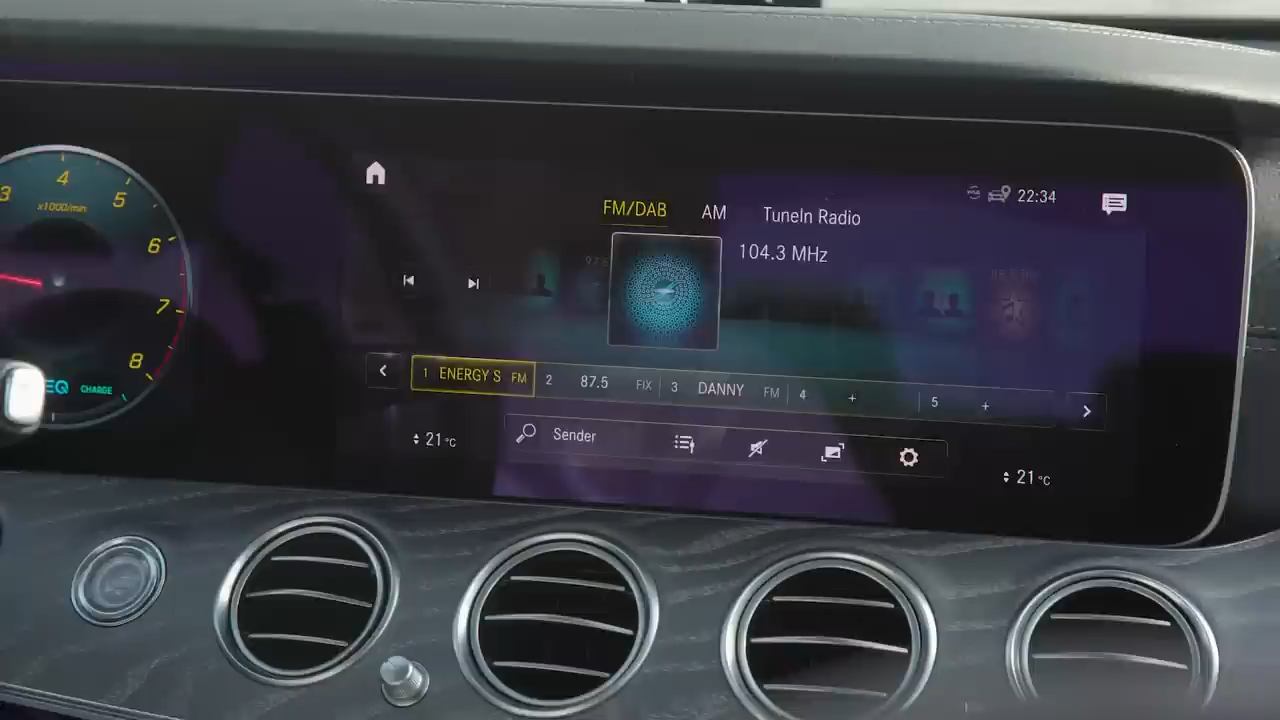 3
4
5
6
7
8
x1000/min
EQ CHARGE
22:34
FM/DAB AM TuneIn Radio
104.3 MHz
1 ENERGY S FM 2 87.5 FIX 3 DANNY FM 4 + 5 +
Sender
21 °C
21 °C